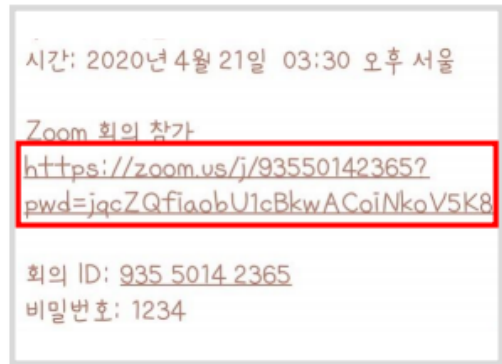 시간: 2020년 4월 21일 03:30 오후 서울
Zoom 회의 참가
https://zoom.us/j/93550142365?
pwd=jqcZQfiaobU1cBkwACoiNkoV5K8
회의 ID: 935 5014 2365
비밀번호: 1234